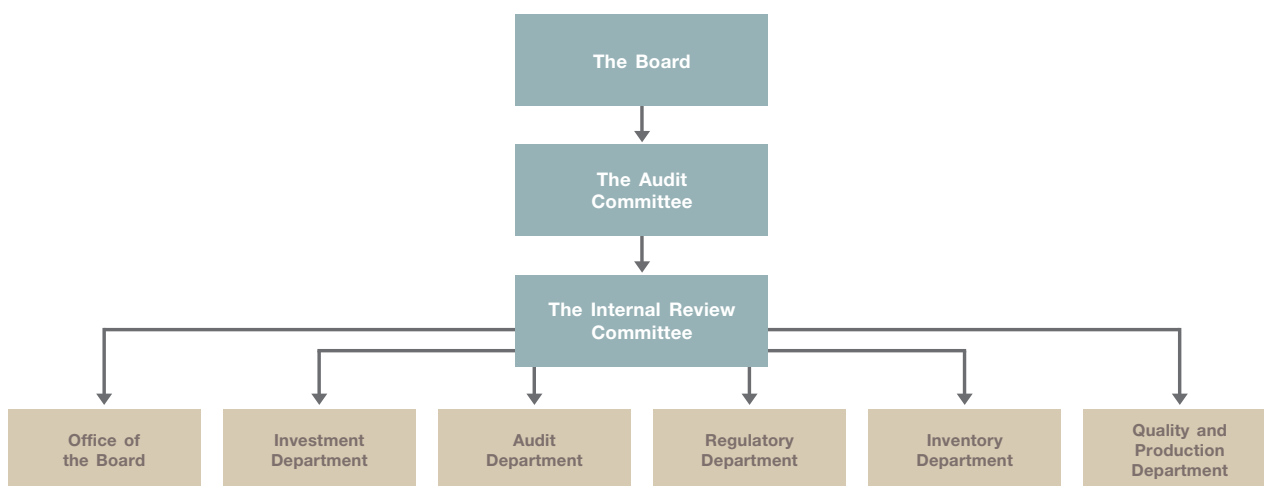 The Board
The Audit
Committee
The Internal Review
Committee
Office of
the Board
Investment
Department
Audit
Department
Regulatory
Department
Inventory
Department
Quality and
Production
Department